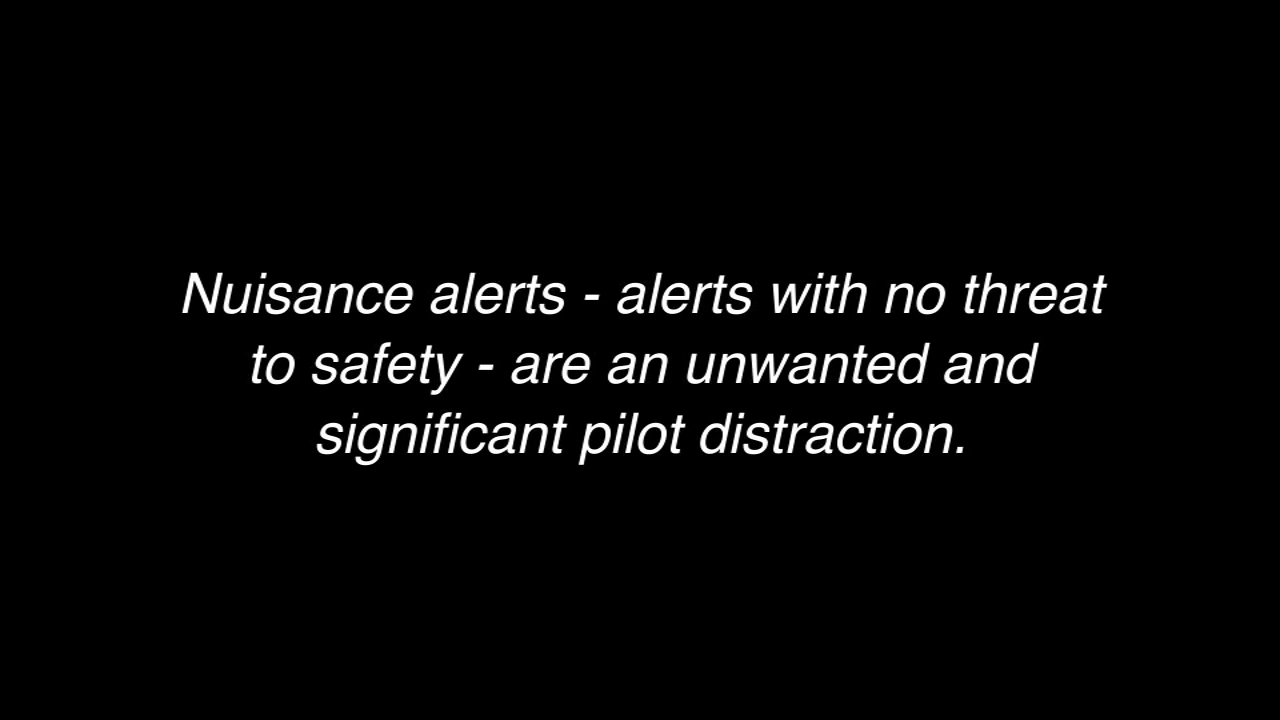 Nuisance alerts - alerts with no threat
to safety - are an unwanted and
significant pilot distraction.